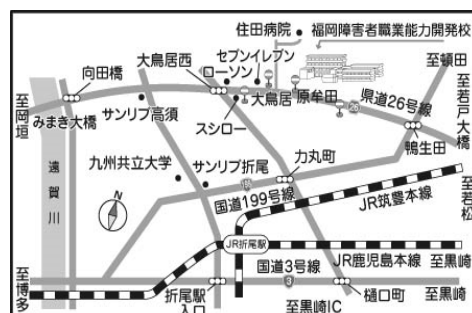 住田病院
福岡障害者職業能力開発校
セブンイレブン
ローソン
大鳥居西
向田橋
至頓田
至岡垣
みまき大橋
サンリブ高須
大鳥居
原牟田
県道26号線
26
至若戸大橋
スシロー
鴨生田
遠賀川
九州共立大学
サンリブ折尾
力丸町
N
199
国道199号線
JR筑豊本線
至若松
JR折尾駅
JR鹿児島本線
至黒崎
至博多
国道3号線
3
至黒崎
折尾駅
入口
至黒崎IC
樋口町